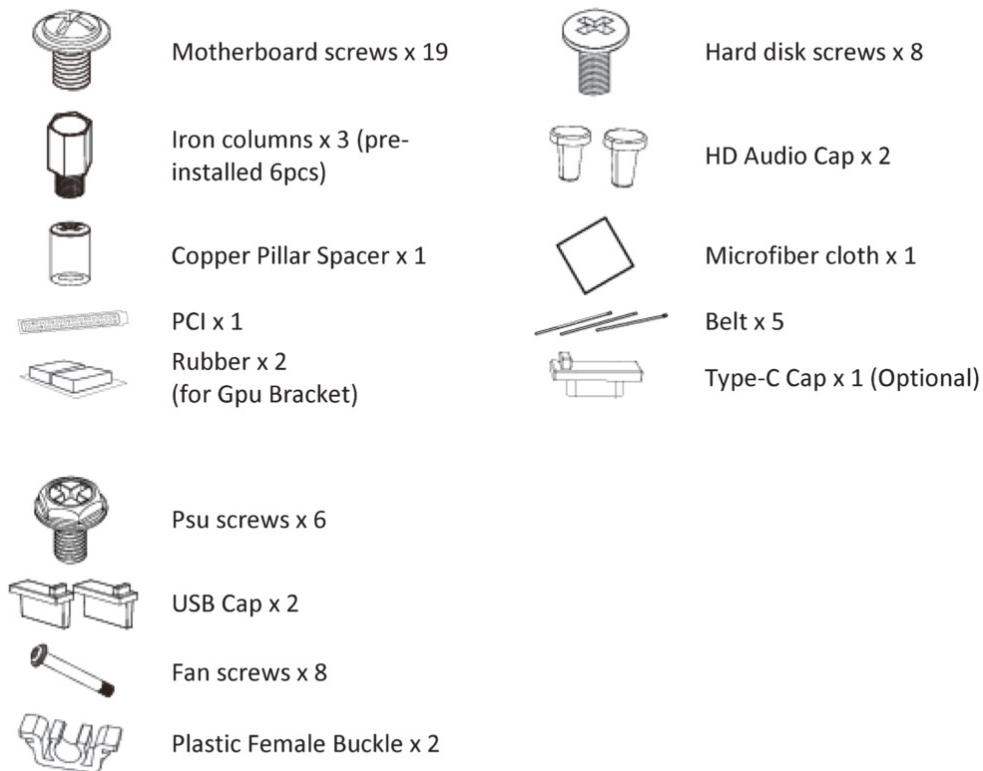 Motherboard screws x 19
Hard disk screws x 8
Iron columns x 3 (pre-
installed 6pcs)
HD Audio Cap x 2
Copper Pillar Spacer x 1
Microfiber cloth x 1
PCI x 1
Belt x 5
Rubber x 2
(for Gpu Bracket)
Type-C Cap x 1 (Optional)
Psu screws x 6
USB Cap x 2
Fan screws x 8
Plastic Female Buckle x 2